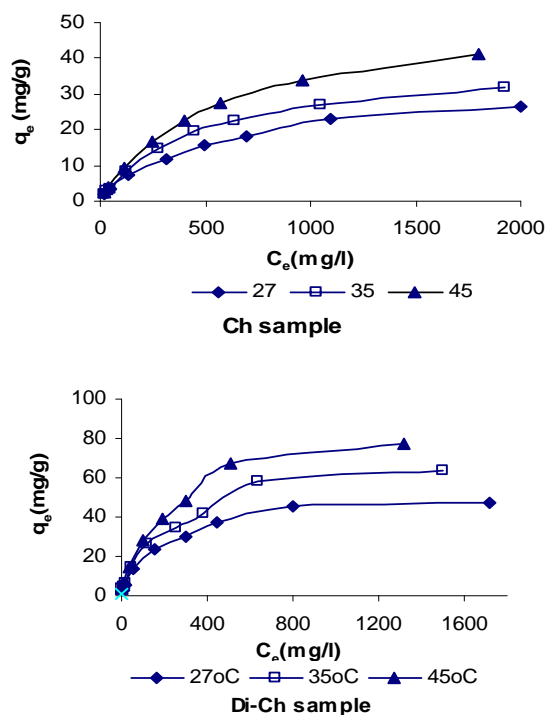 50
40
30
20
10
0
qe (mg/g)
0 500 1000 1500 2000
Ce(mg/l)
27 35 45
Ch sample
100
80
60
40
20
0
qe(mg/g)
0 400 800 1200 1600
Ce(mg/l)
27oC 35oC 45oC
Di-Ch sample